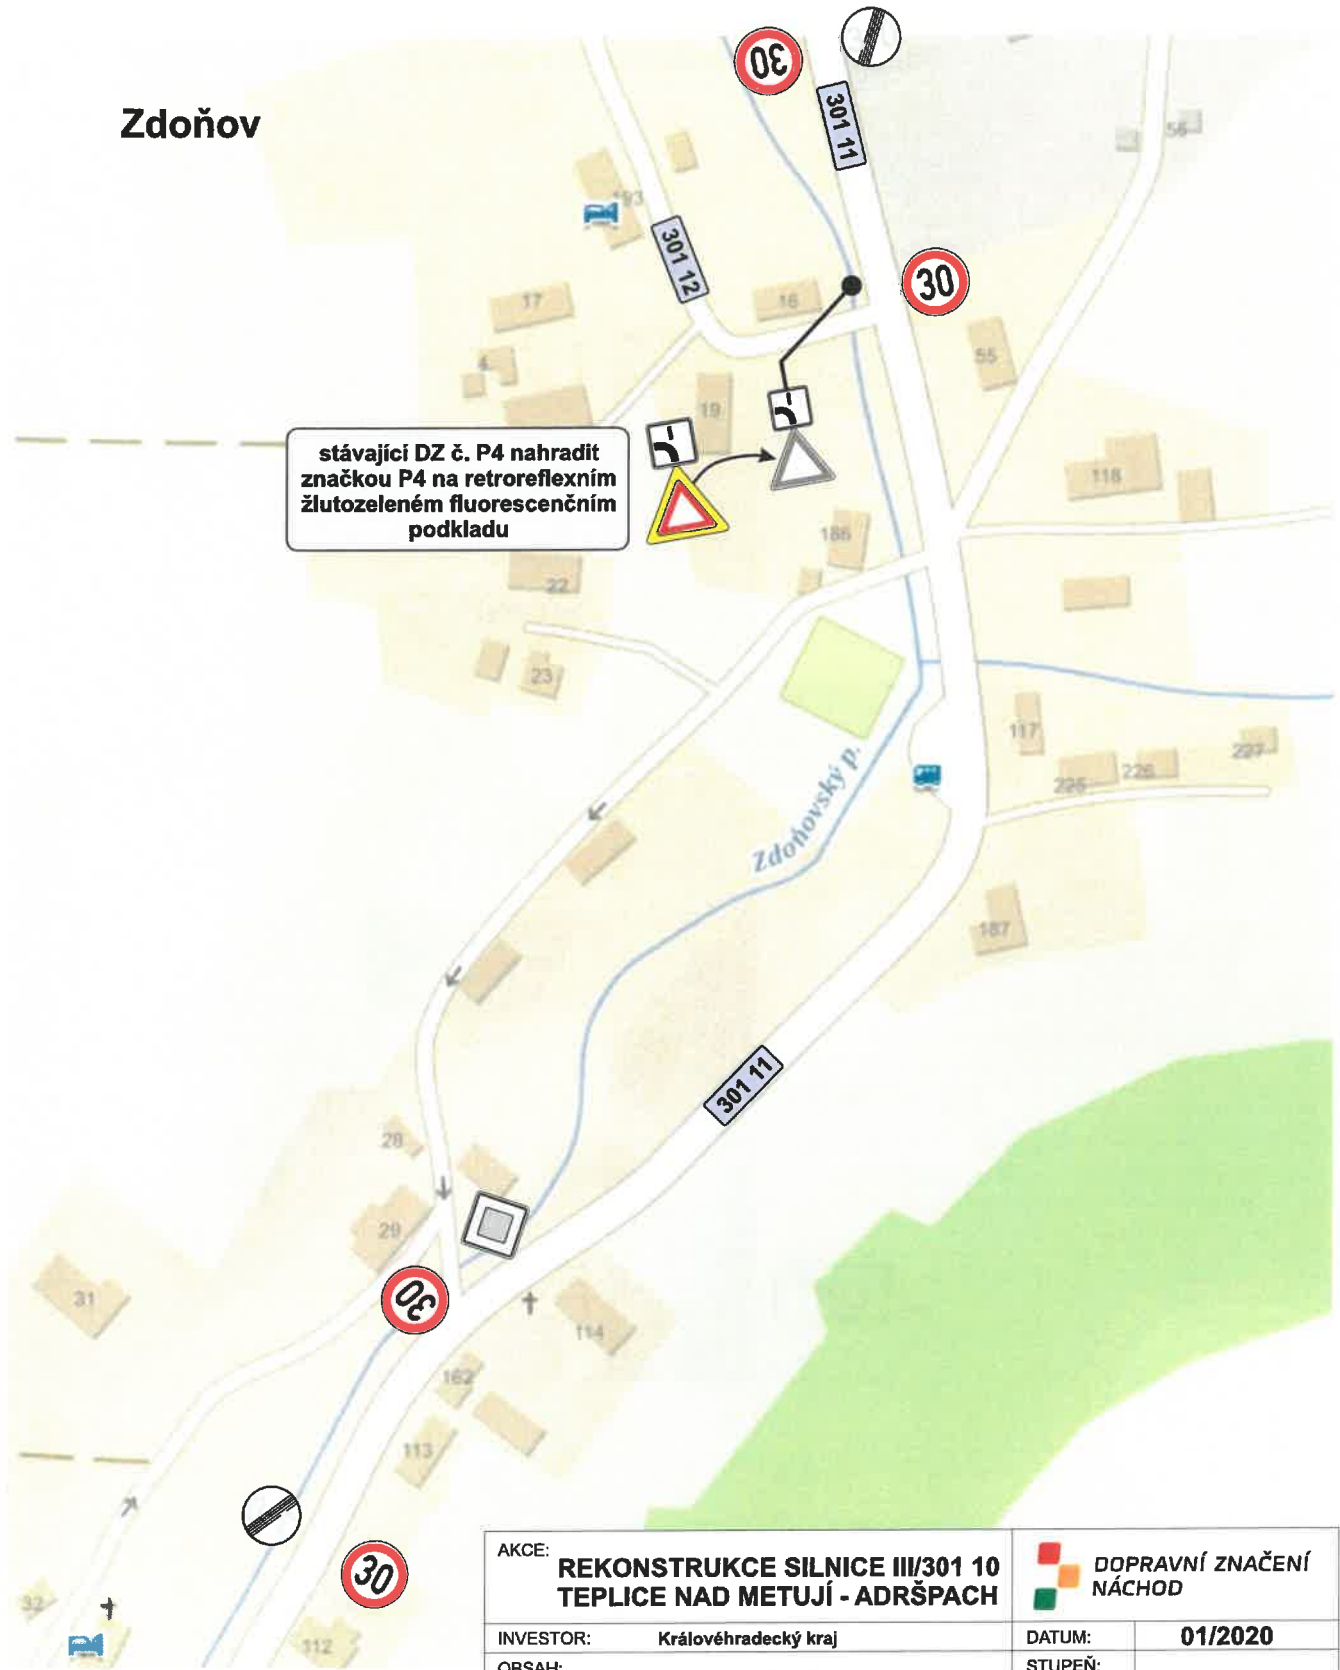 30
Zdoňov
301 11
56
193
301 12
30
17
16
4
55
19
stávající DZ č. P4 nahradit
značkou P4 na retroreflexním
žlutozeleném fluorescenčním
podkladu
118
186
22
23
117
Zdoňovský p.
225
226
227
187
301 11
28
29
31
30
114
162
113
30
32
112
AKCE:
REKONSTRUKCE SILNICE III/301 10
TEPLICE NAD METUJÍ - ADRŠPACH
DOPRAVNÍ ZNAČENÍ
NÁCHOD
INVESTOR: Královéhradecký kraj
DATUM: 01/2020
OBSAH:
STUPEŇ: